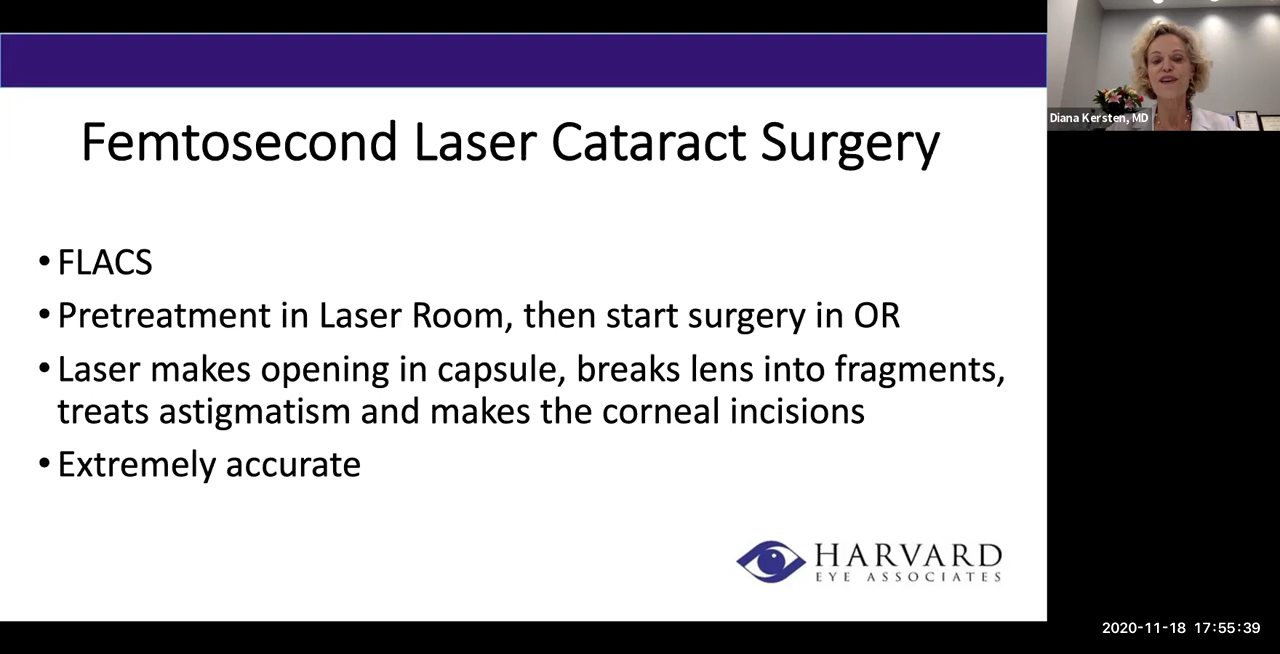 Femtosecond Laser Cataract Surgery
• FLACS
• Pretreatment in Laser Room, then start surgery in OR
• Laser makes opening in capsule, breaks lens into fragments,
treats astigmatism and makes the corneal incisions
• Extremely accurate
HARVARD
EYE ASSOCIATES
Diana Kersten, MD
2020-11-18 17:55:39